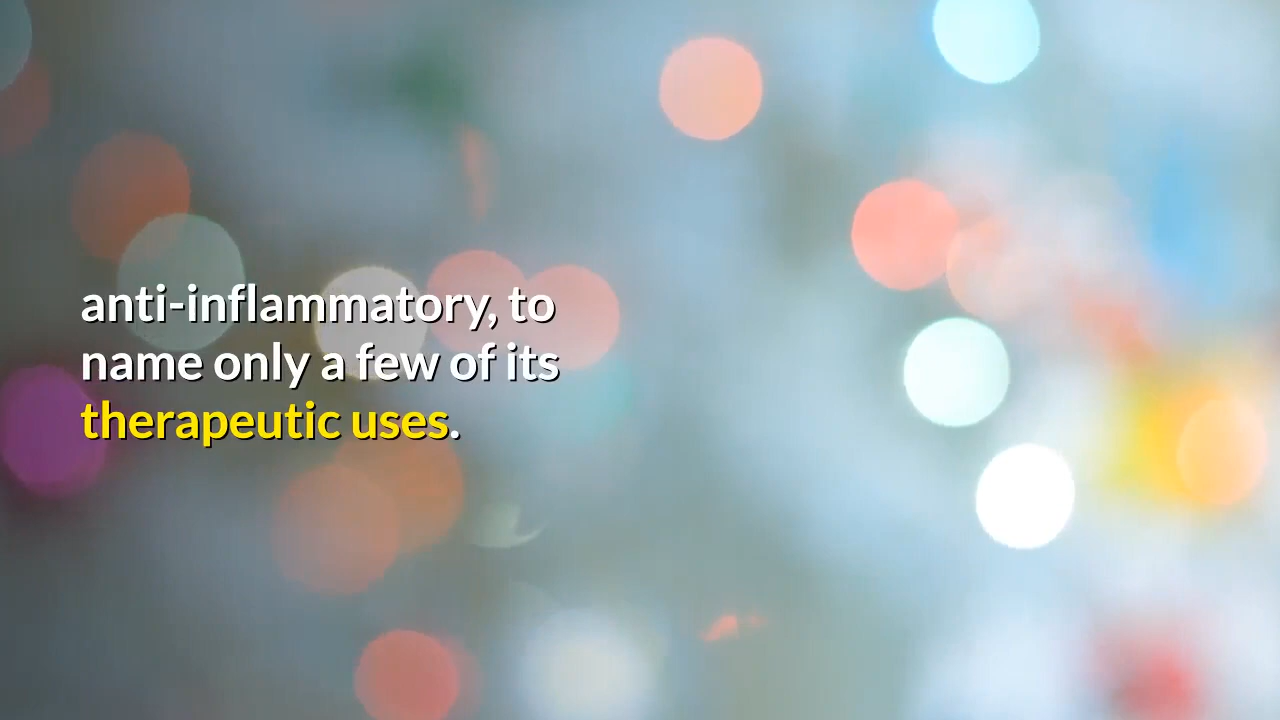 anti-inflammatory, to
name only a few of its
therapeutic uses.